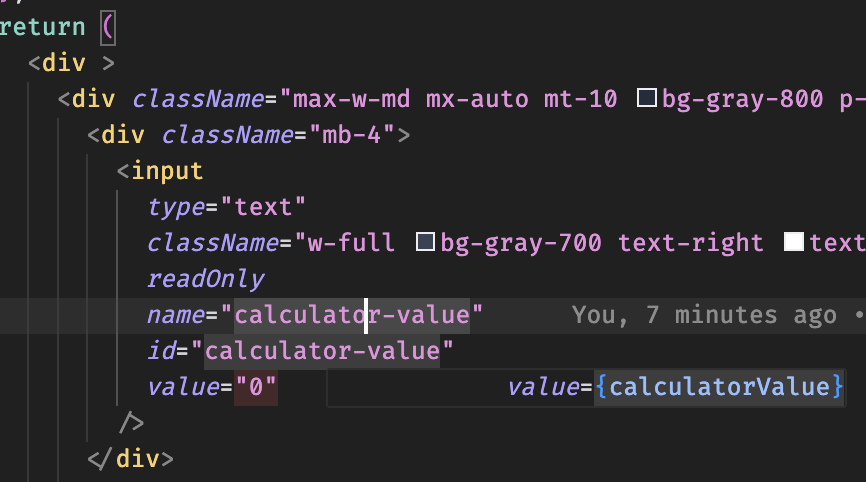 return (
<div >
<div className="max-w-md mx-auto mt-10 bg-gray-800 p-
<div className="mb-4">
<input
type="text"
className="w-full bg-gray-700 text-right text
readOnly
name="calculator-value" You, 7 minutes ago •
id="calculator-value"
value="0" value={calculatorValue}
/>
</div>